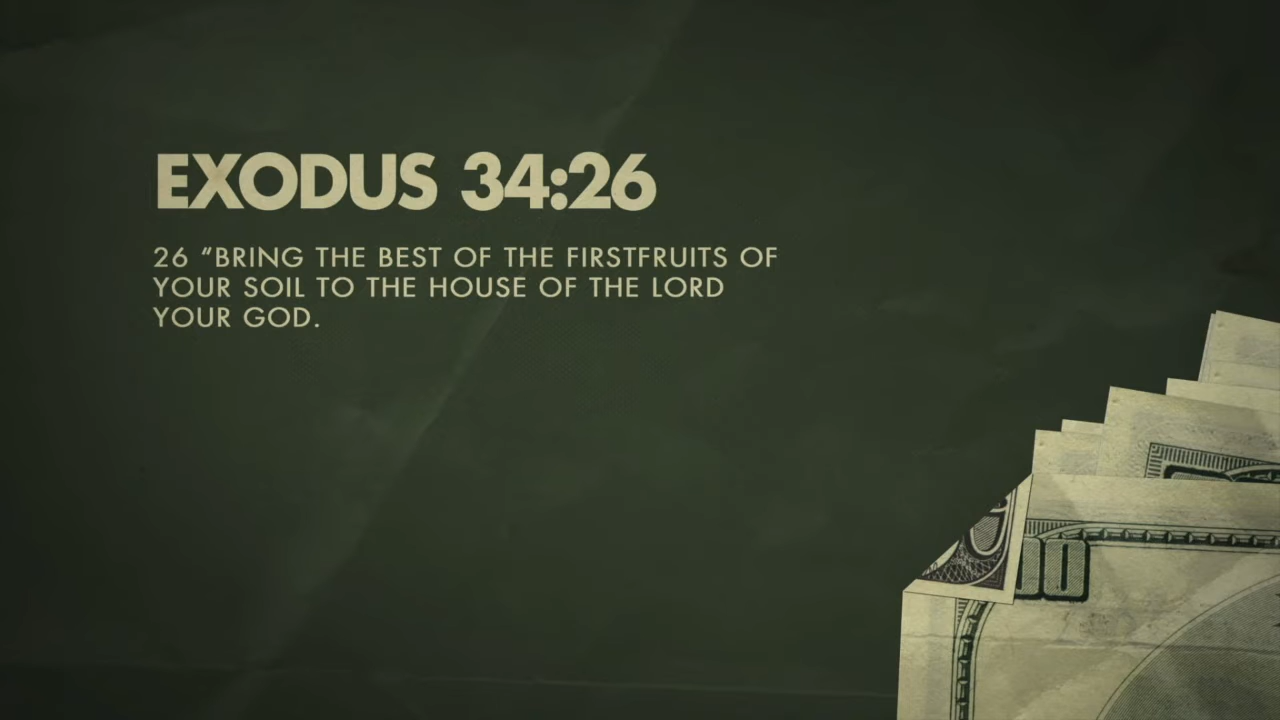 EXODUS 34:26
26 “BRING THE BEST OF THE FIRSTFRUITS OF
YOUR SOIL TO THE HOUSE OF THE LORD
YOUR GOD.
00